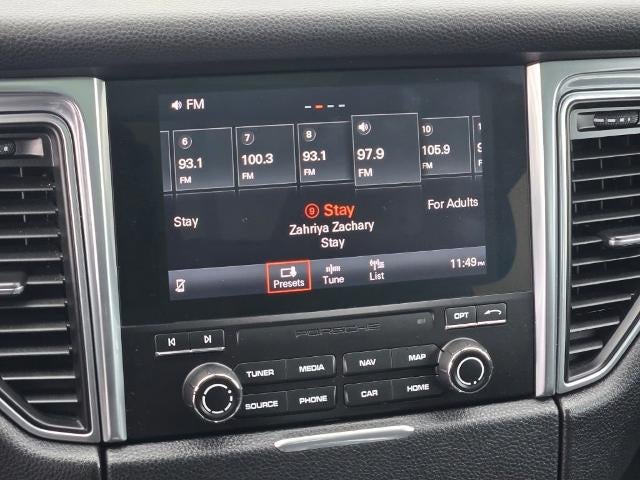 FM
6 7 8 10
93.1 100.3 93.1 97.9 105.9
FM FM FM FM FM
Stay For Adults
9 Stay
Zahriya Zachary
Stay
Presets Tune List 11:49 PM
OPT
PORSCHE
TUNER MEDIA NAV MAP
SOURCE PHONE CAR HOME